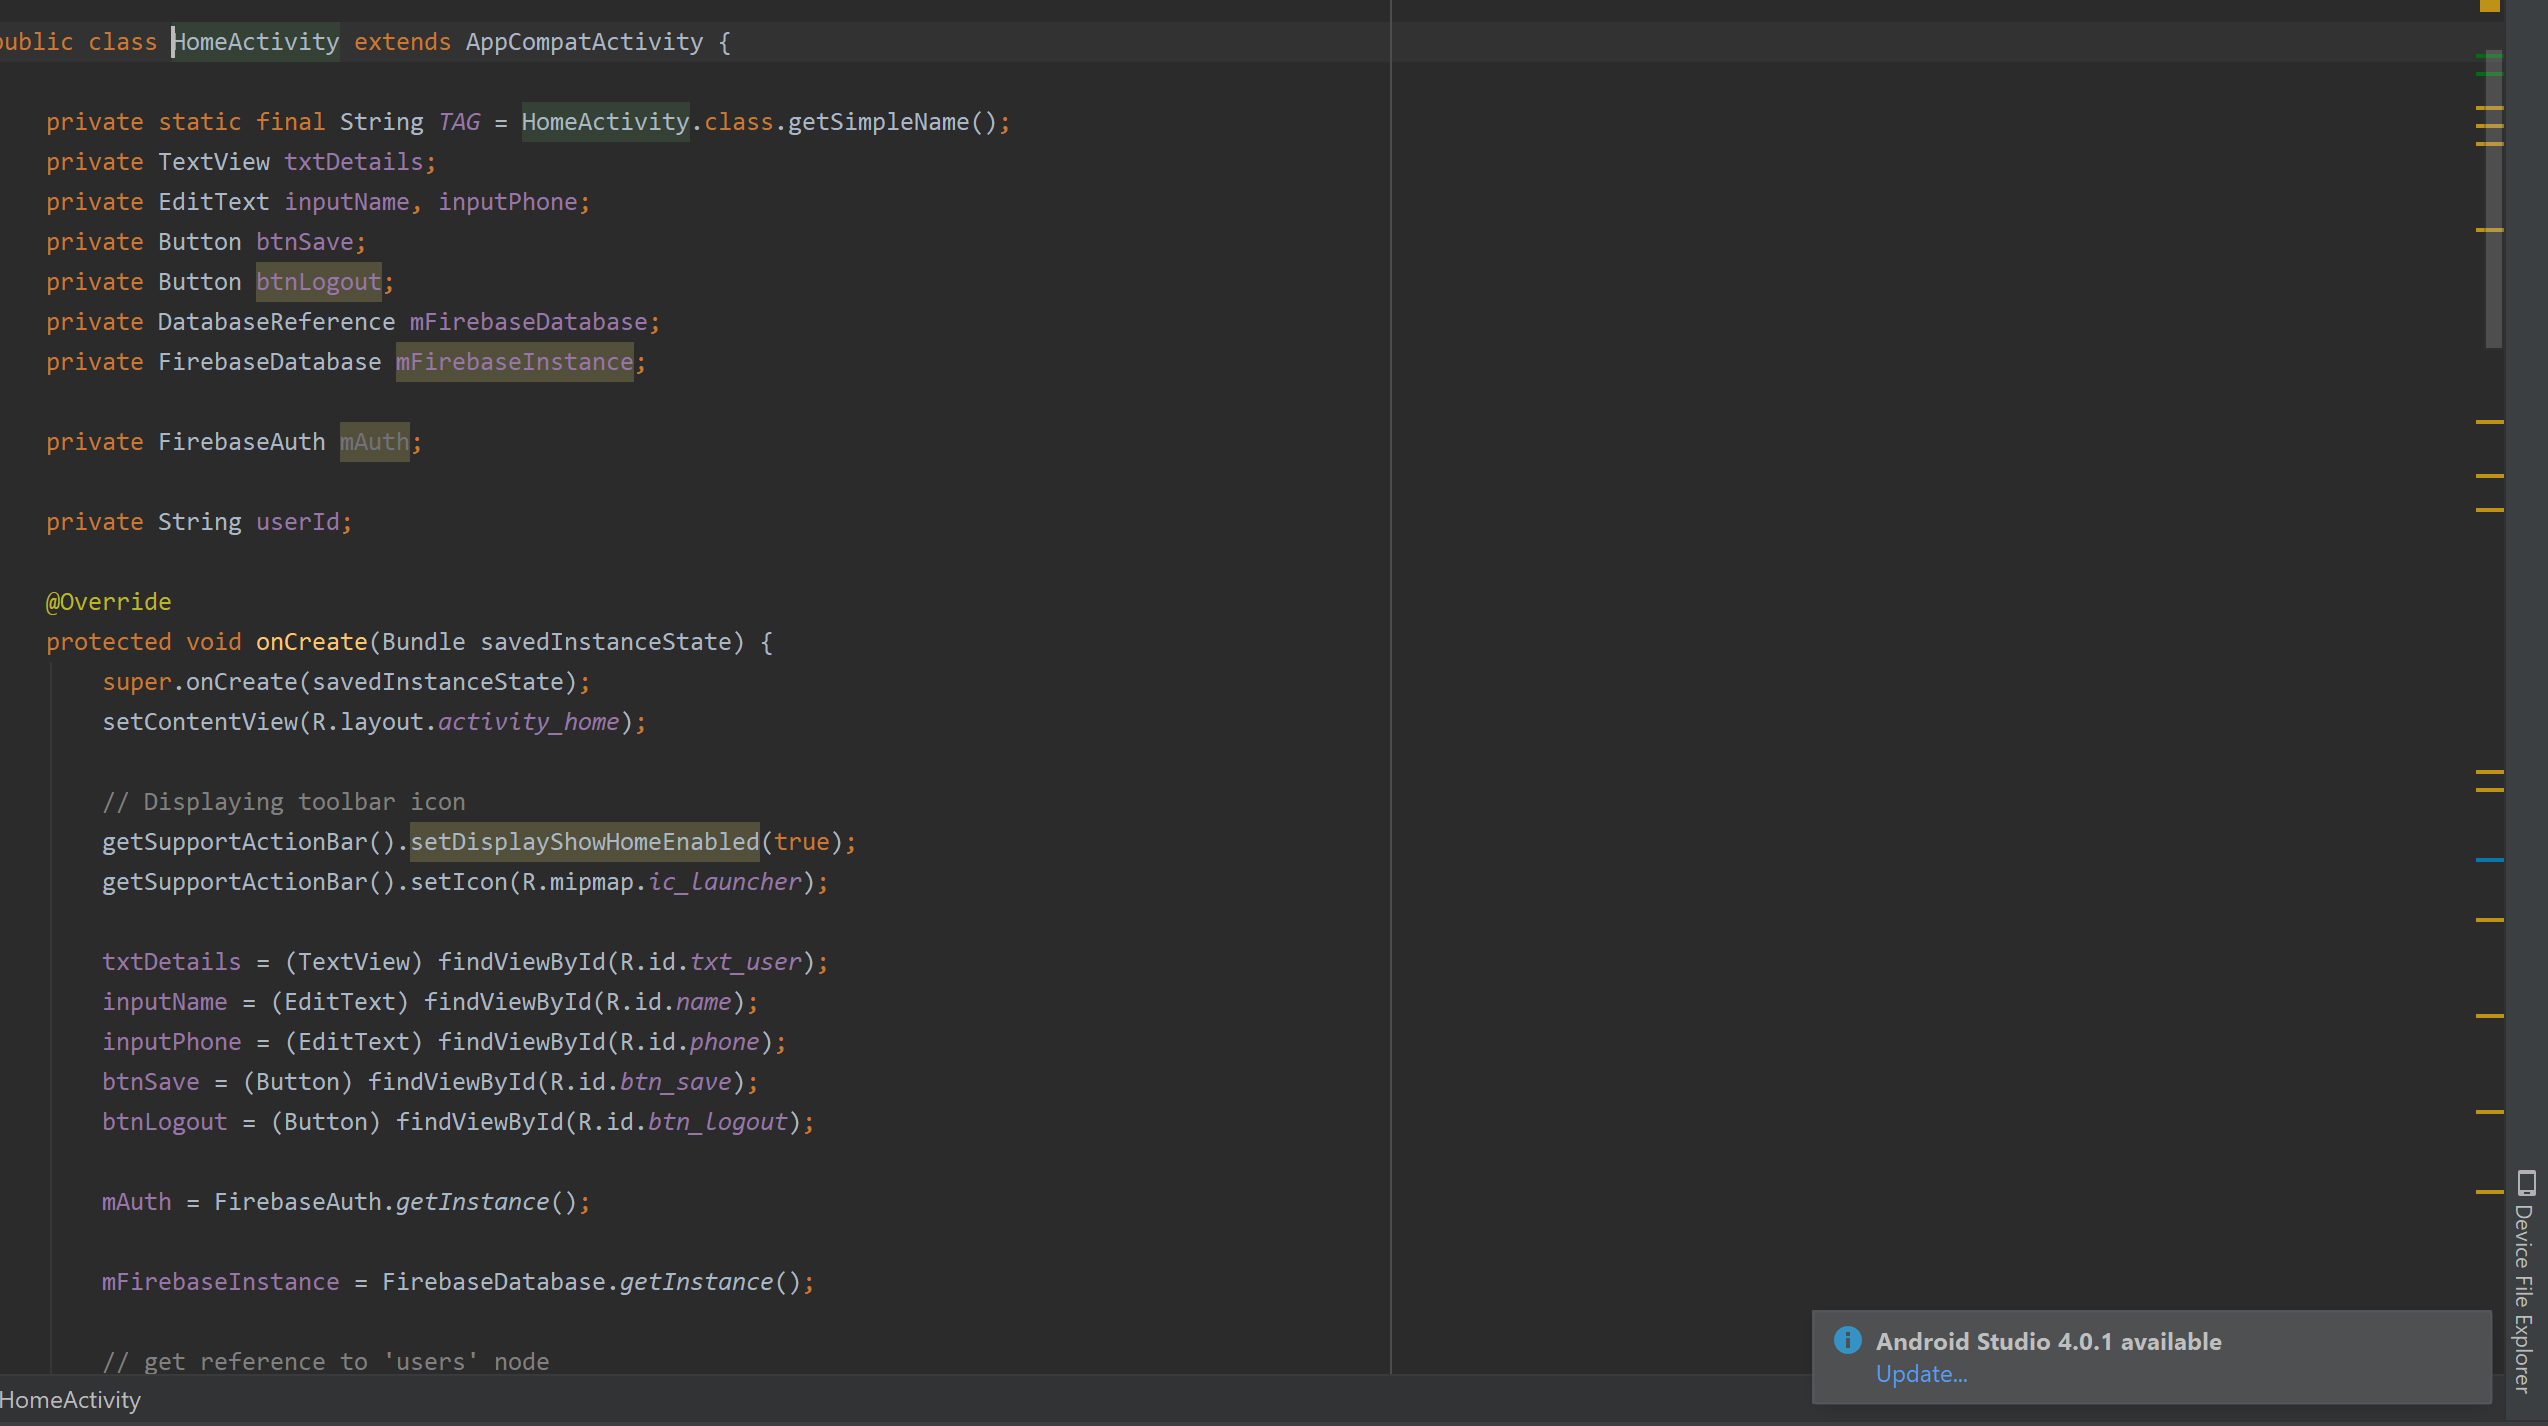 public class HomeActivity extends AppCompatActivity {
private static final String TAG = HomeActivity.class.getSimpleName();
private TextView txtDetails;
private EditText inputName, inputPhone;
private Button btnSave;
private Button btnLogout;
private DatabaseReference mFirebaseDatabase;
private FirebaseDatabase mFirebaseInstance;
private FirebaseAuth mAuth;
private String userId;
@Override
protected void onCreate(Bundle savedInstanceState) {
super.onCreate(savedInstanceState);
setContentView(R.layout.activity_home);
// Displaying toolbar icon
getSupportActionBar().setDisplayShowHomeEnabled(true);
getSupportActionBar().setIcon(R.mipmap.ic_launcher);
txtDetails = (TextView) findViewById(R.id.txt_user);
inputName = (EditText) findViewById(R.id.name);
inputPhone = (EditText) findViewById(R.id.phone);
btnSave = (Button) findViewById(R.id.btn_save);
btnLogout = (Button) findViewById(R.id.btn_logout);
mAuth = FirebaseAuth.getInstance();
mFirebaseInstance = FirebaseDatabase.getInstance();
// get reference to 'users' node
HomeActivity
Android Studio 4.0.1 available
Update...
Device File Explorer